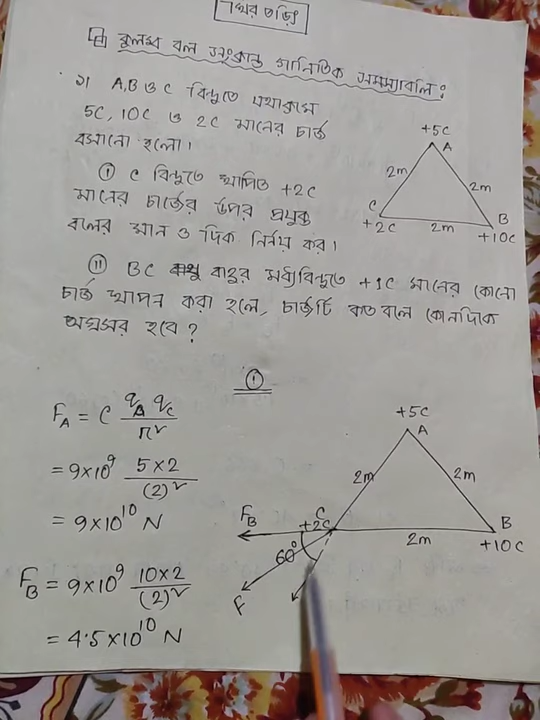 স্থির তড়িৎ
কুলম্ব বল সংক্রান্ত গানিতিক সমস্যাবলি:
১। A,B ও C বিন্দুতে যথাক্রমে
5C, 10C ও 2C মানের চার্জ
বসানো হলো।
+5C
A
2m
2m
C
+2C
2m
B
+10C
(i) C বিন্দুতে স্থাপিত +2C
মানের চার্জের উপর প্রযুক্ত
বলের মান ও দিক নির্নয় কর।
(ii) BC বাহুর মধ্যবিন্দুতে +1C মানের কোনো
চার্জ স্থাপন করা হলে, চার্জটি কত বলে কোনদিকে
অগ্রসর হবে?
(i)
F_A = C q_A q_C / r²
= 9×10⁹ 5×2 / (2)²
= 9×10¹⁰ N
F_B = 9×10⁹ 10×2 / (2)²
= 4.5×10¹⁰ N
+5C
A
2m
2m
F_B
C
+2C
B
2m
+10C
60°
F